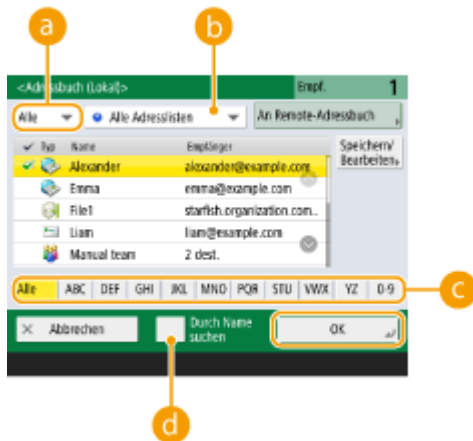 a
b
<Adressbuch (Lokal)>
Empf. 1
Alle
Alle Adresslisten
An Remote-Adressbuch
Typ Name Empfänger
Speichern/
Bearbeiten
Alexander alexander@example.com
Emma emma@example.com
File1 starfish.organization.com..
Liam liam@example.com
Manual team 2 dest.
Alle ABC DEF GHI JKL MNO PQR STU VWX YZ 0-9
c
Abbrechen
Durch Name
suchen
OK
d